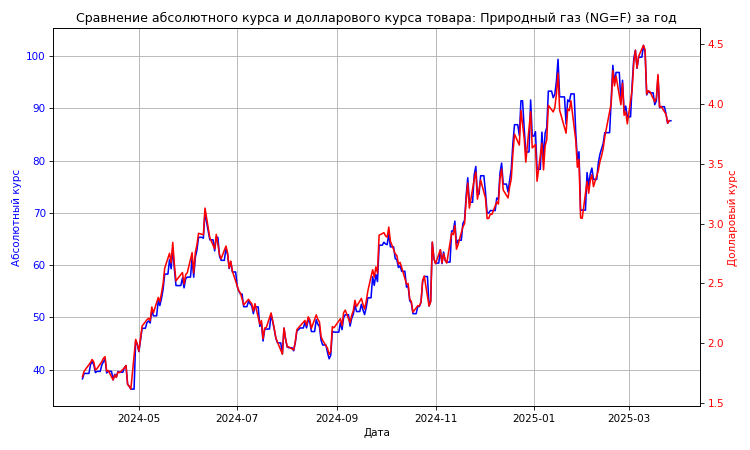 Сравнение абсолютного курса и долларового курса товара: Природный газ (NG=F) за год
Абсолютный курс
100
90
80
70
60
50
40
4.5
4.0
3.5
3.0
2.5
2.0
1.5
Долларовый курс
2024-05 2024-07 2024-09 2024-11 2025-01 2025-03
Дата